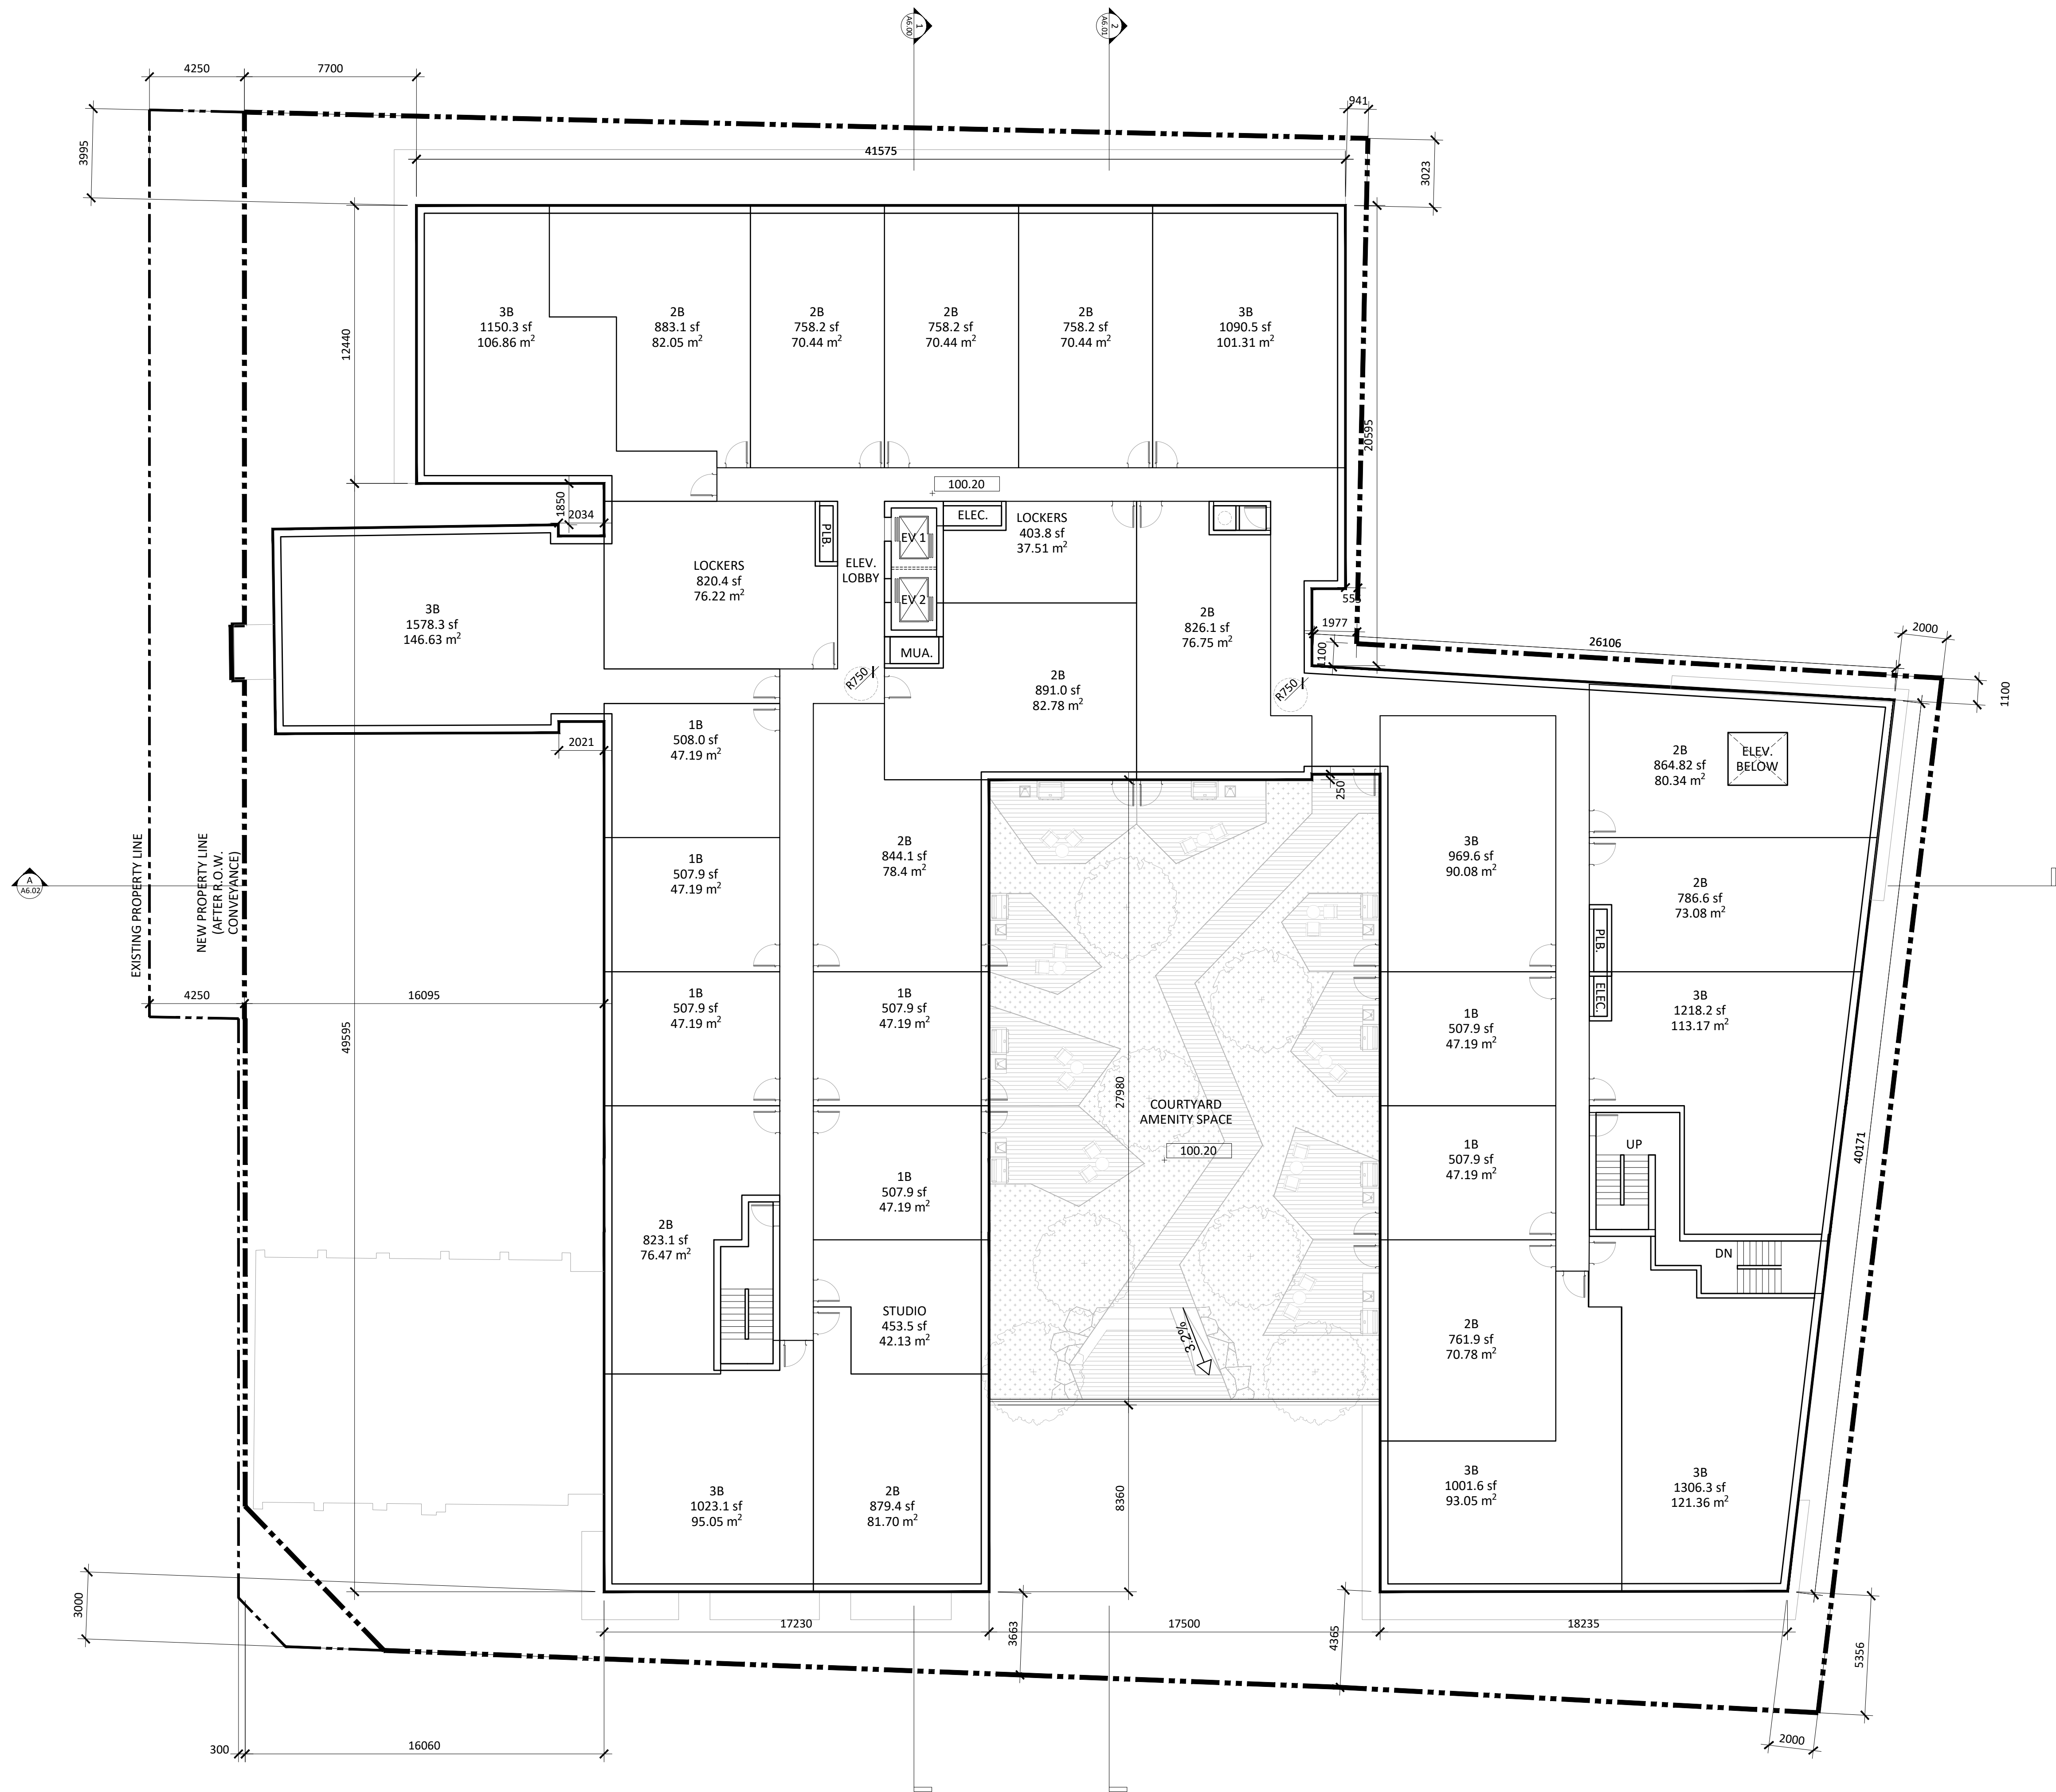 1
A6.00
2
A6.01
4250
7700
941
3995
41575
3023
3B
1150.3 sf
106.86 m²
2B
883.1 sf
82.05 m²
2B
758.2 sf
70.44 m²
2B
758.2 sf
70.44 m²
2B
758.2 sf
70.44 m²
3B
1090.5 sf
101.31 m²
12440
20595
100.20
1850
2034
PLB.
ELEC.
LOCKERS
403.8 sf
37.51 m²
EV 1
ELEV.
LOBBY
EV 2
LOCKERS
820.4 sf
76.22 m²
3B
1578.3 sf
146.63 m²
2B
826.1 sf
76.75 m²
MUA.
R750
2B
891.0 sf
82.78 m²
R750
1977
1100
26106
2000
1100
2021
1B
508.0 sf
47.19 m²
2B
864.82 sf
80.34 m²
ELEV.
BELOW
250
EXISTING PROPERTY LINE
NEW PROPERTY LINE
(AFTER R.O.W.
CONVEYANCE)
A
A6.02
1B
507.9 sf
47.19 m²
2B
844.1 sf
78.4 m²
3B
969.6 sf
90.08 m²
2B
786.6 sf
73.08 m²
PLB.
ELEC.
4250
16095
49595
1B
507.9 sf
47.19 m²
1B
507.9 sf
47.19 m²
1B
507.9 sf
47.19 m²
3B
1218.2 sf
113.17 m²
27980
COURTYARD
AMENITY SPACE
100.20
40171
1B
507.9 sf
47.19 m²
1B
507.9 sf
47.19 m²
UP
DN
2B
823.1 sf
76.47 m²
STUDIO
453.5 sf
42.13 m²
3.2%
2B
761.9 sf
70.78 m²
3B
1023.1 sf
95.05 m²
2B
879.4 sf
81.70 m²
8360
3B
1001.6 sf
93.05 m²
3B
1306.3 sf
121.36 m²
3000
17230
3663
17500
4365
18235
5356
300
16060
2000